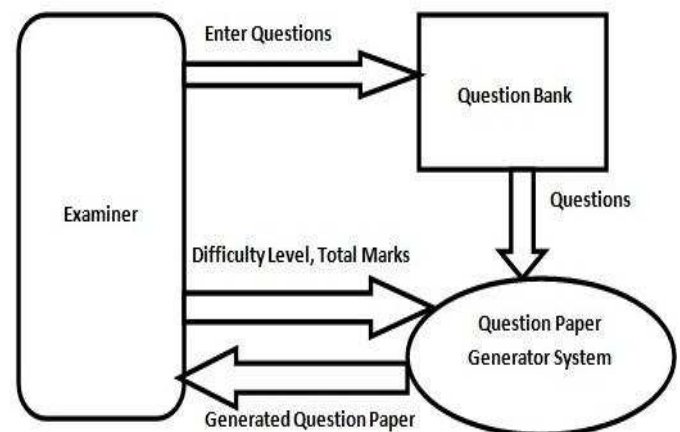 Enter Questions
Question Bank
Examiner
Questions
Difficulty Level, Total Marks
Question Paper
Generator System
Generated Question Paper